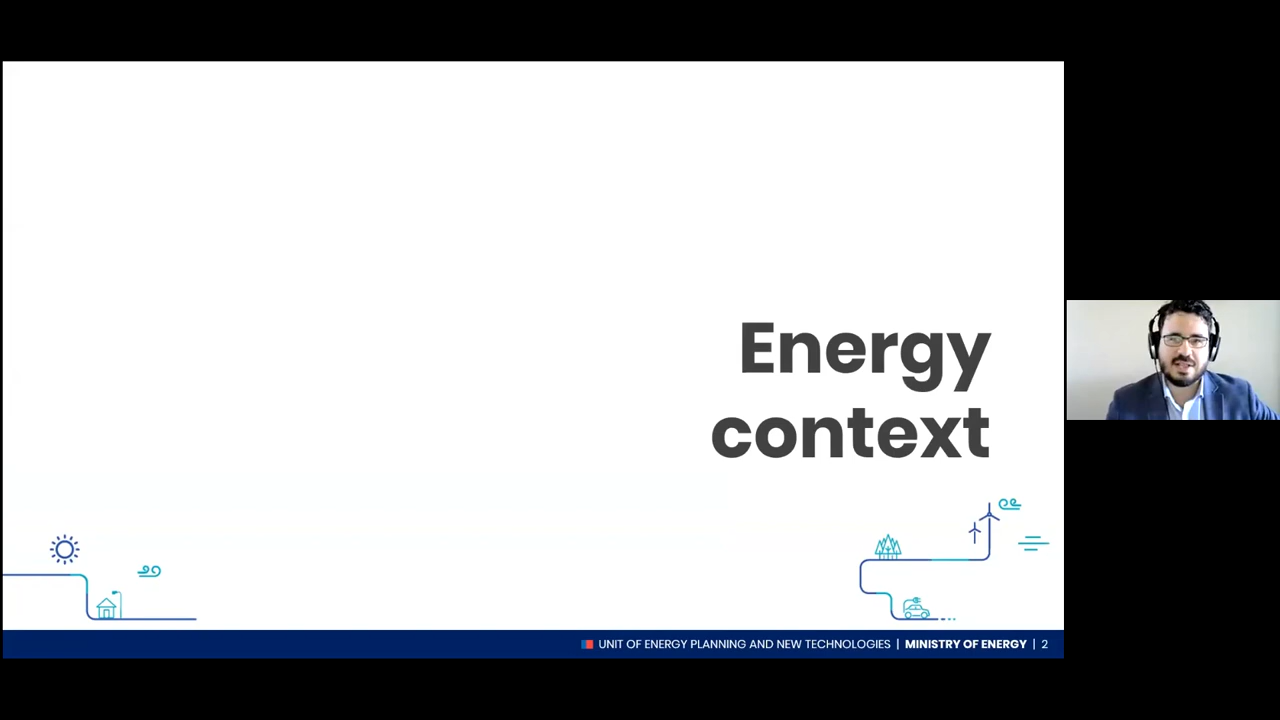 Energy
context
UNIT OF ENERGY PLANNING AND NEW TECHNOLOGIES | MINISTRY OF ENERGY | 2